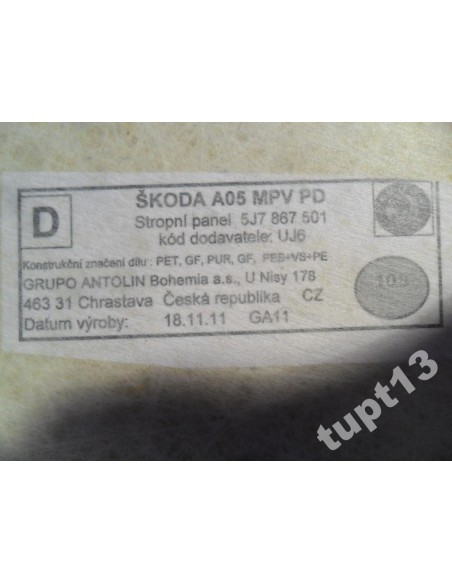 D
ŠKODA A05 MPV PD
Stropní panel 5J7 867 501
kód dodavatele: UJ6
Konstrukční značení dílu : PET, GF, PUR, GF, PES+VS+PE
GRUPO ANTOLIN Bohemia a.s., U Nisy 178
463 31 Chrastava Česká republika CZ
Datum výroby: 18.11.11 GA11
tupt13